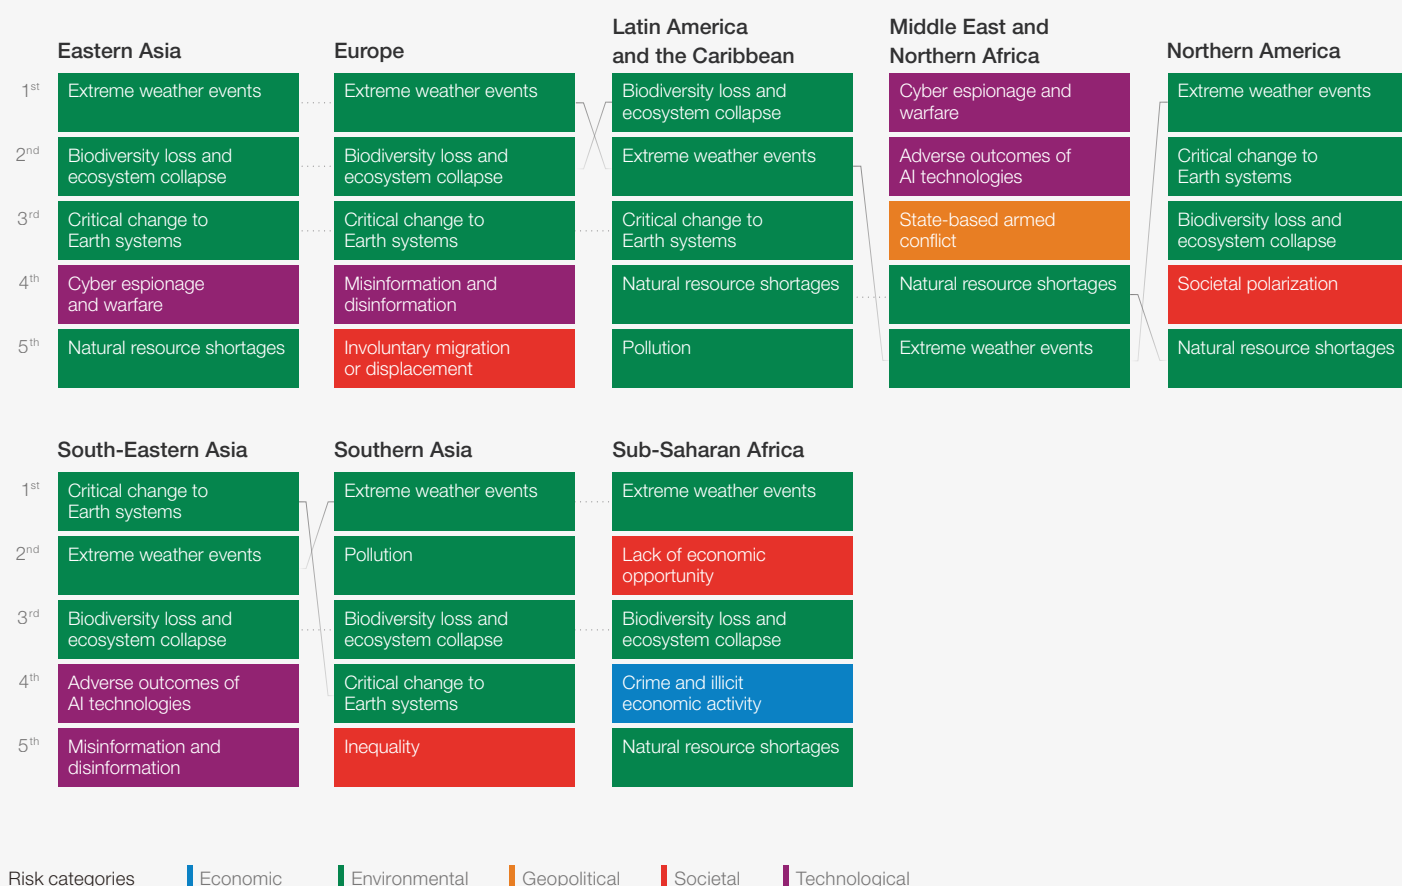 Eastern Asia
Europe
Latin America
and the Caribbean
Middle East and
Northern Africa
Northern America
1st
Extreme weather events
Extreme weather events
Biodiversity loss and
ecosystem collapse
Cyber espionage and
warfare
Extreme weather events
2nd
Biodiversity loss and
ecosystem collapse
Biodiversity loss and
ecosystem collapse
Extreme weather events
Adverse outcomes of
AI technologies
Critical change to
Earth systems
3rd
Critical change to
Earth systems
Critical change to
Earth systems
Critical change to
Earth systems
State-based armed
conflict
Biodiversity loss and
ecosystem collapse
4th
Cyber espionage
and warfare
Misinformation and
disinformation
Natural resource shortages
Natural resource shortages
Societal polarization
5th
Natural resource shortages
Involuntary migration
or displacement
Pollution
Extreme weather events
Natural resource shortages
South-Eastern Asia
Southern Asia
Sub-Saharan Africa
1st
Critical change to
Earth systems
Extreme weather events
Extreme weather events
2nd
Extreme weather events
Pollution
Lack of economic
opportunity
3rd
Biodiversity loss and
ecosystem collapse
Biodiversity loss and
ecosystem collapse
Biodiversity loss and
ecosystem collapse
4th
Adverse outcomes of
AI technologies
Critical change to
Earth systems
Crime and illicit
economic activity
5th
Misinformation and
disinformation
Inequality
Natural resource shortages
Risk categories
Economic
Environmental
Geopolitical
Societal
Technological